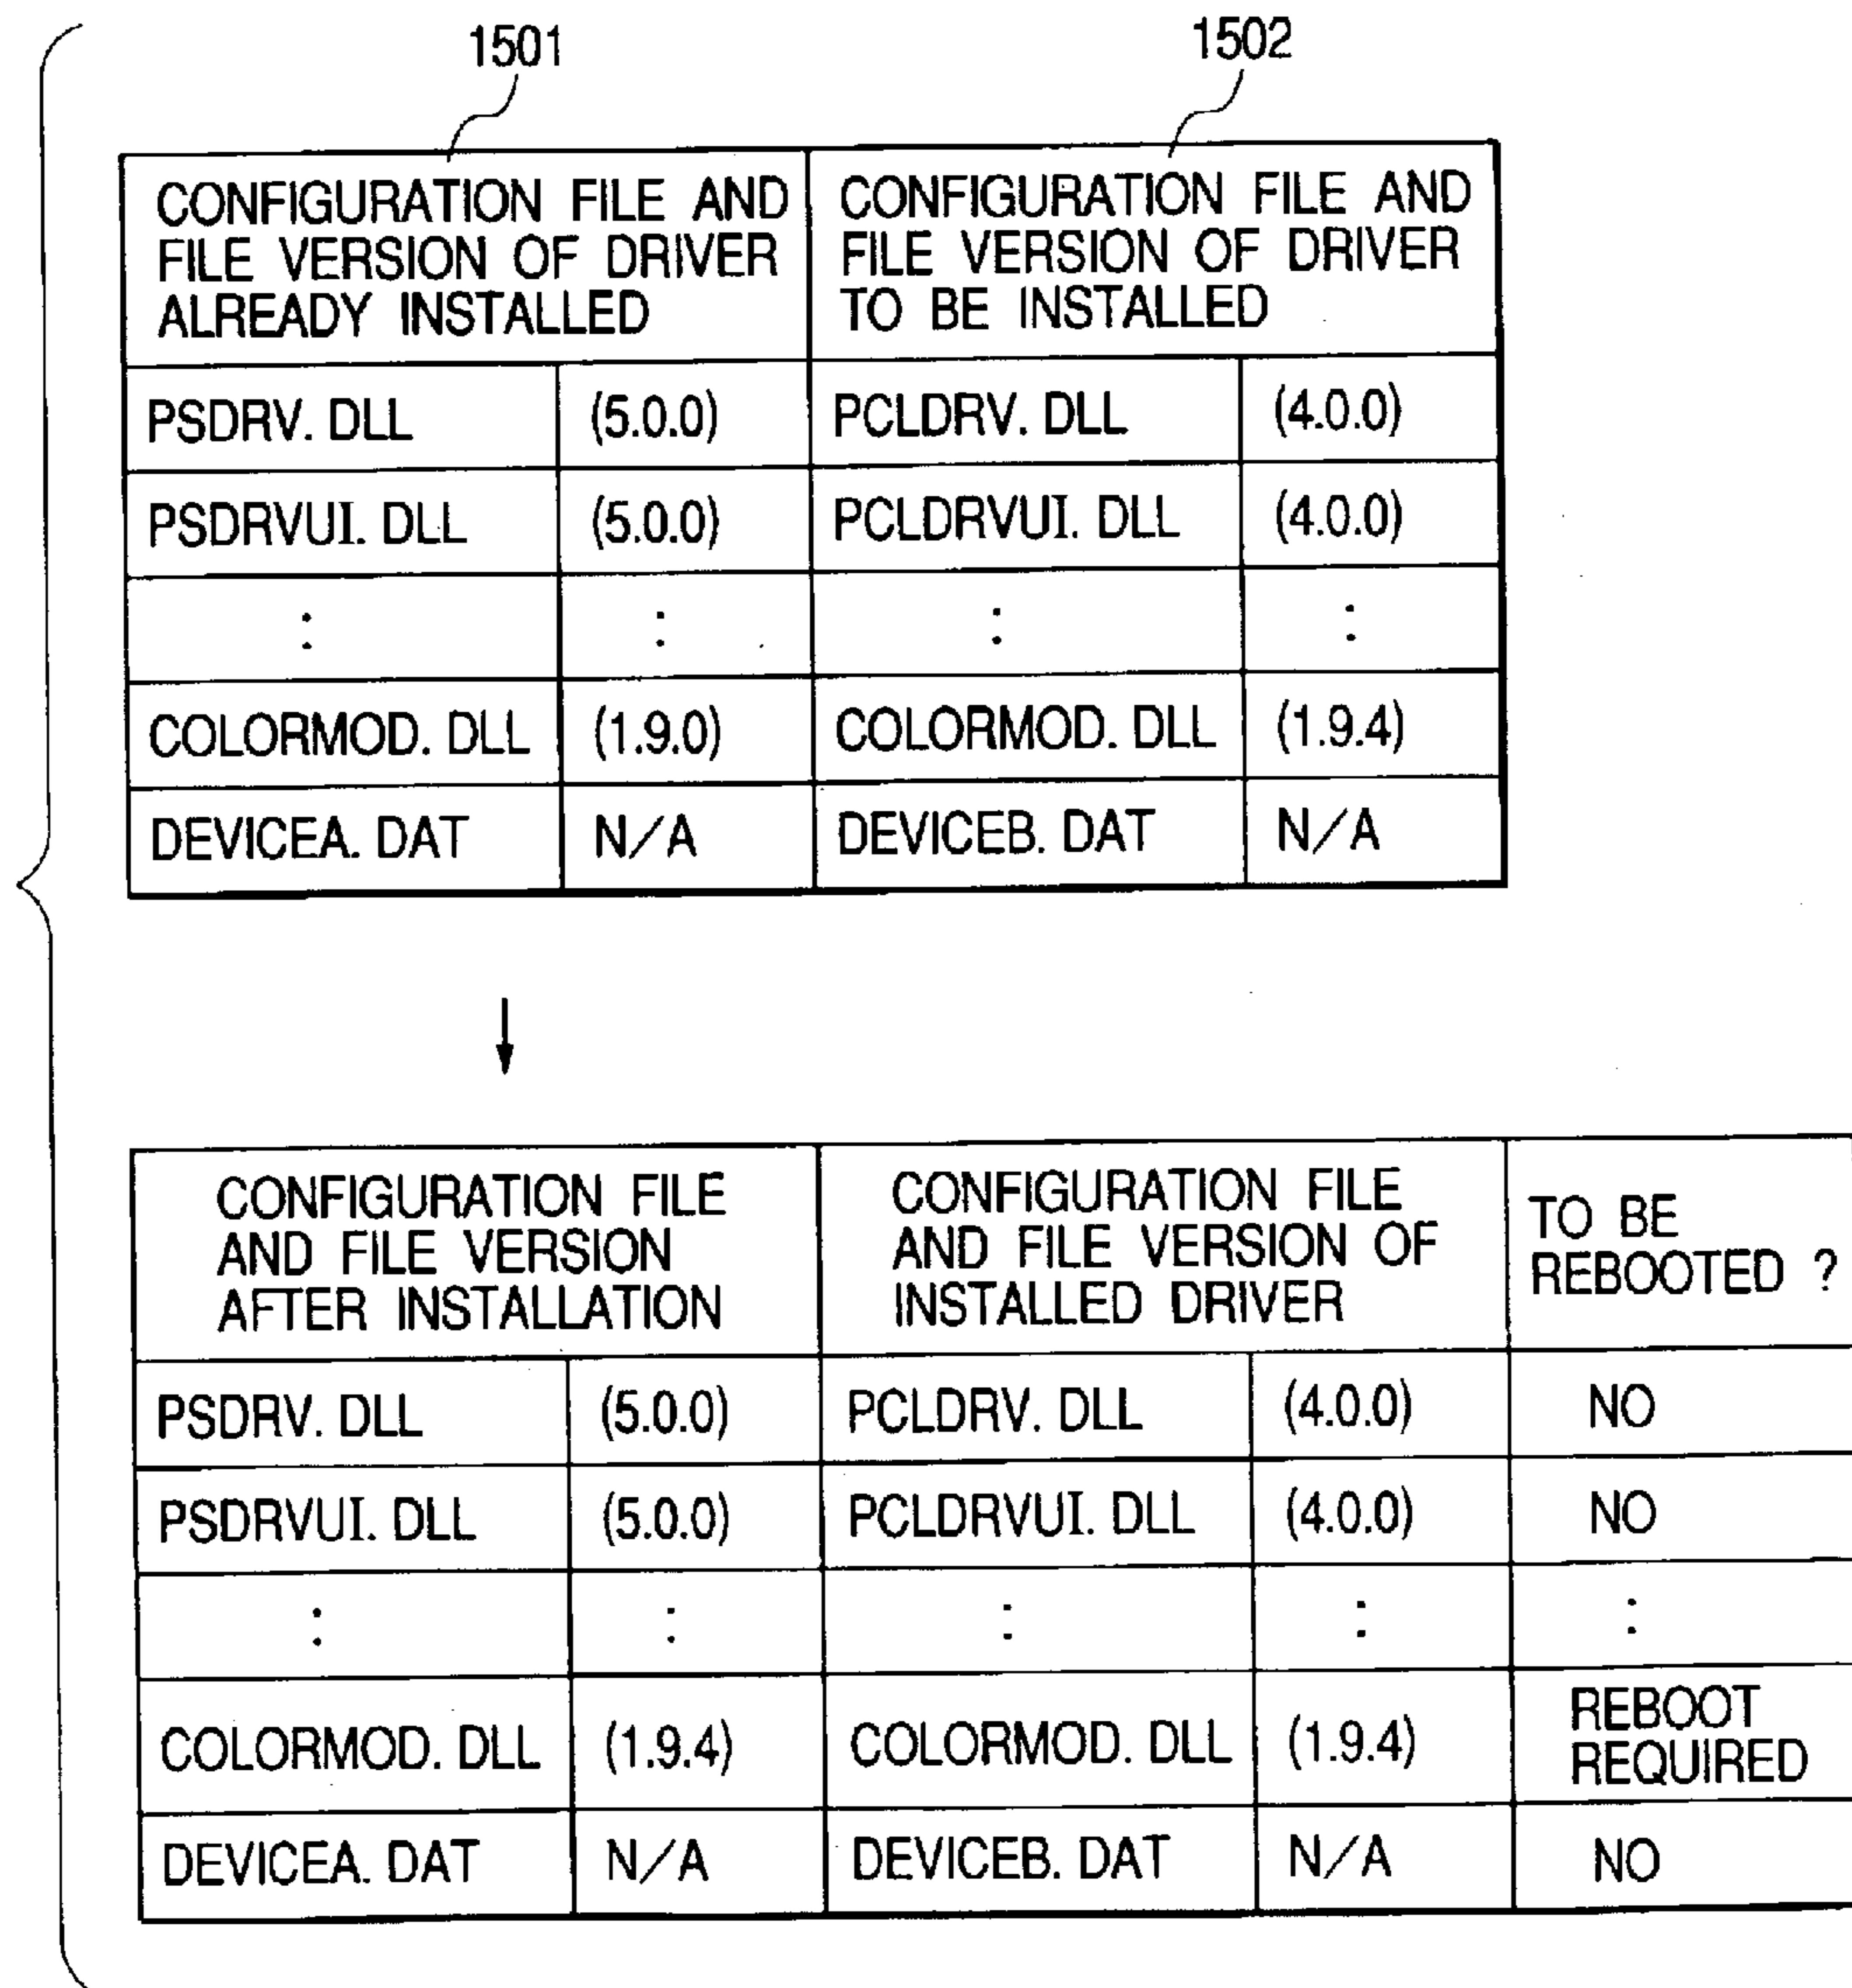 1501 1502
CONFIGURATION FILE AND
FILE VERSION OF DRIVER
ALREADY INSTALLED
CONFIGURATION FILE AND
FILE VERSION OF DRIVER
TO BE INSTALLED
PSDRV. DLL (5.0.0) PCLDRV. DLL (4.0.0)
PSDRVUI. DLL (5.0.0) PCLDRVUI. DLL (4.0.0)
: : : :
COLORMOD. DLL (1.9.0) COLORMOD. DLL (1.9.4)
DEVICEA. DAT N/A DEVICEB. DAT N/A
CONFIGURATION FILE
AND FILE VERSION
AFTER INSTALLATION
CONFIGURATION FILE
AND FILE VERSION OF
INSTALLED DRIVER
TO BE
REBOOTED ?
PSDRV. DLL (5.0.0) PCLDRV. DLL (4.0.0) NO
PSDRVUI. DLL (5.0.0) PCLDRVUI. DLL (4.0.0) NO
: : : : :
COLORMOD. DLL (1.9.4) COLORMOD. DLL (1.9.4) REBOOT
REQUIRED
DEVICEA. DAT N/A DEVICEB. DAT N/A NO